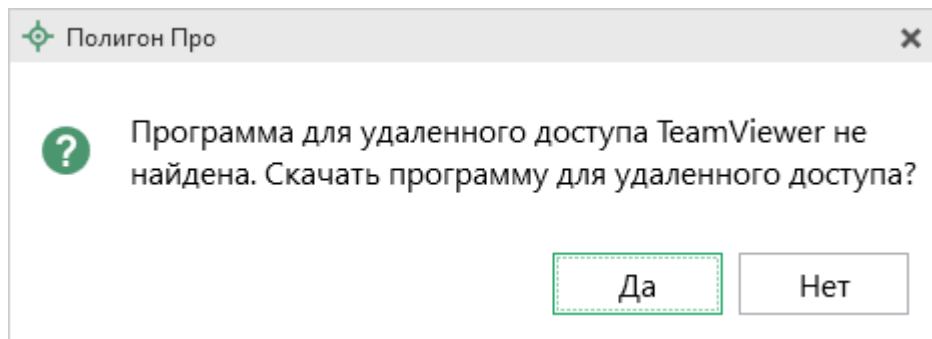 Полигон Про
Программа для удаленного доступа TeamViewer не
найдена. Скачать программу для удаленного доступа?
Да
Нет